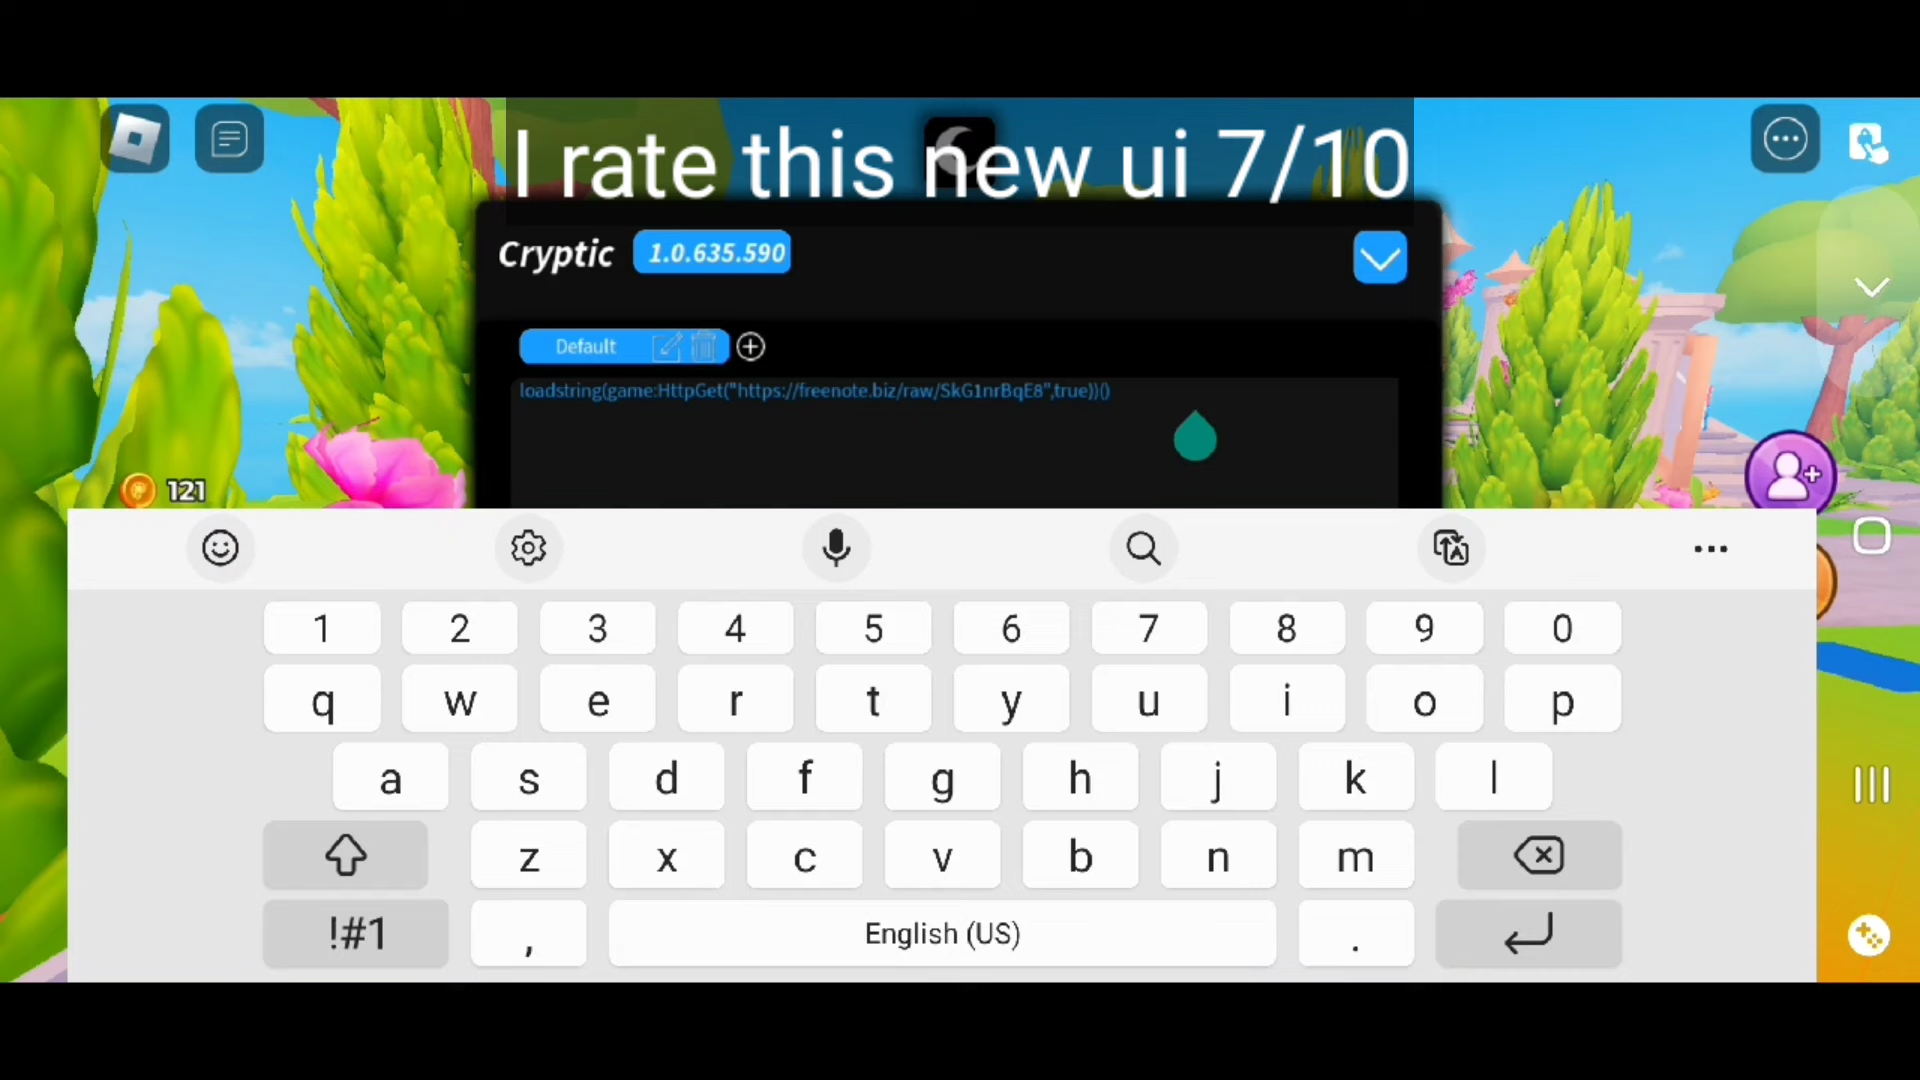 I rate this new ui 7/10
Cryptic 1.0.635.590
Default
loadstring(game:HttpGet("https://freenote.biz/raw/SkG1nrBqE8",true))()
121
1 2 3 4 5 6 7 8 9 0
q w e r t y u i o p
a s d f g h j k l
z x c v b n m
!#1 , English (US) .